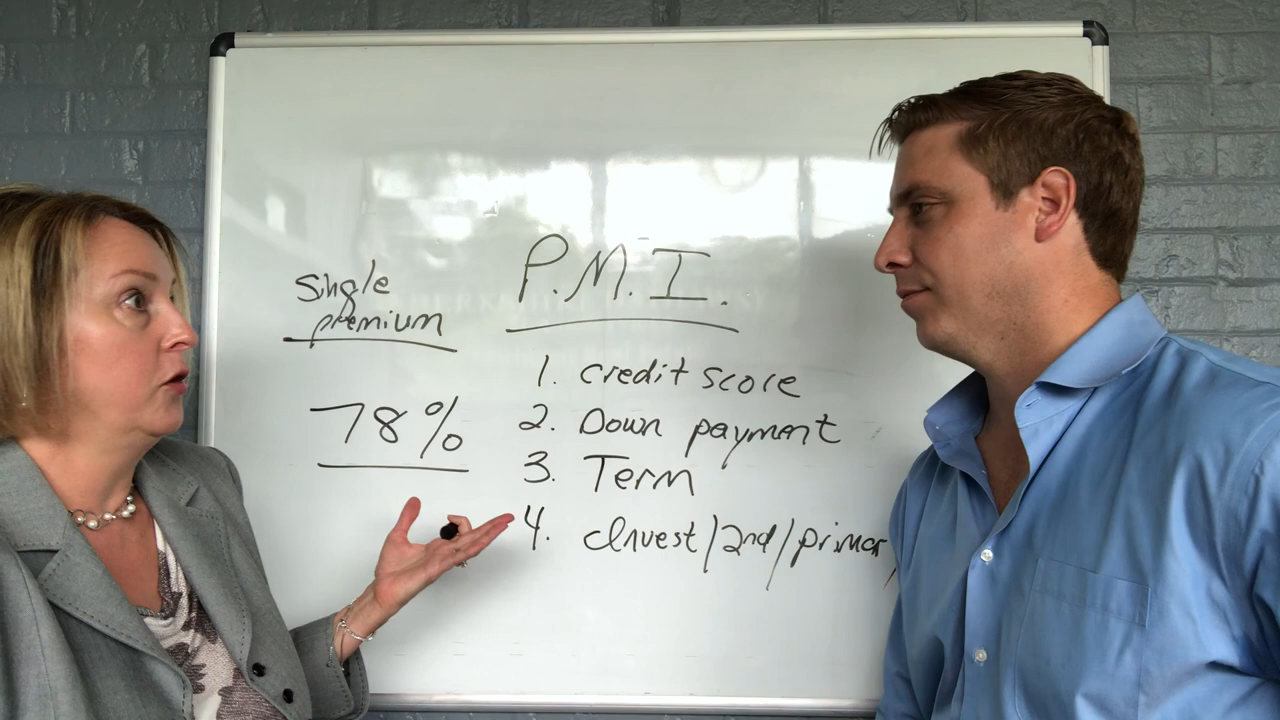 Single
premium
78%
P.M.I.
1. credit score
2. Down payment
3. Term
4. Invest/2nd/primar